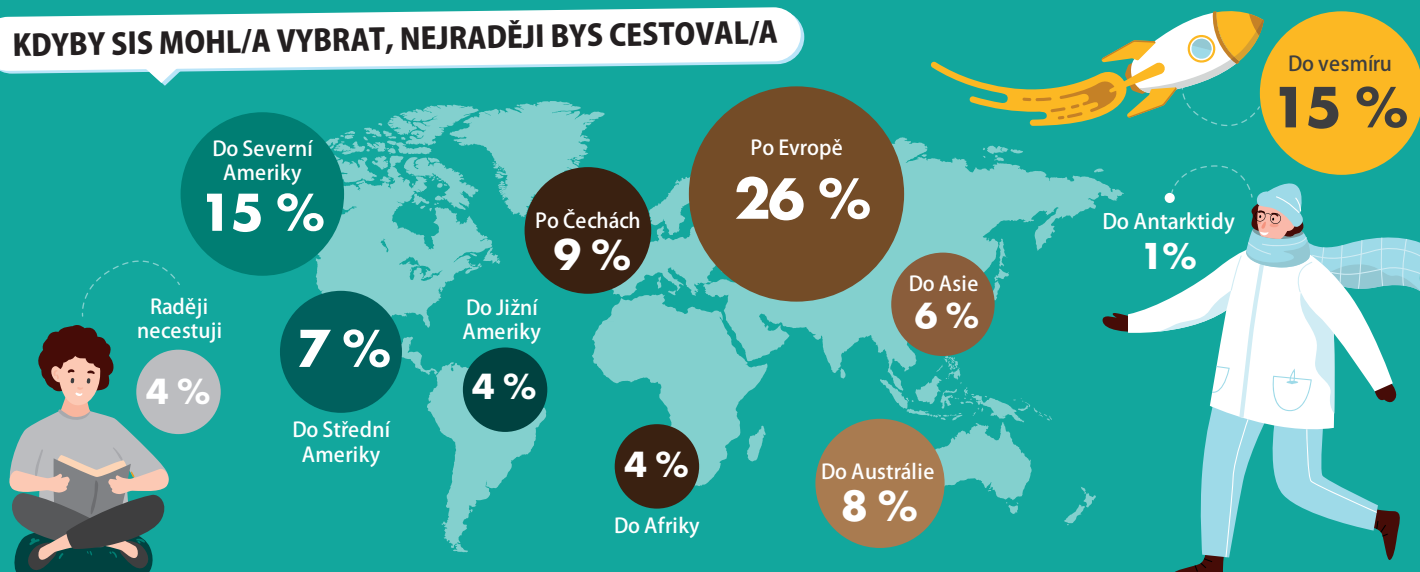 KDYBY SIS MOHL/A VYBRAT, NEJRADĚJI BYS CESTOVAL/A
Do vesmíru
15 %
Do Severní
Ameriky
15 %
Po Čechách
9 %
Po Evropě
26 %
Do Antarktidy
1%
Do Asie
6 %
Raději
necestuji
4 %
7 %
Do Střední
Ameriky
Do Jižní
Ameriky
4 %
4 %
Do Afriky
Do Austrálie
8 %